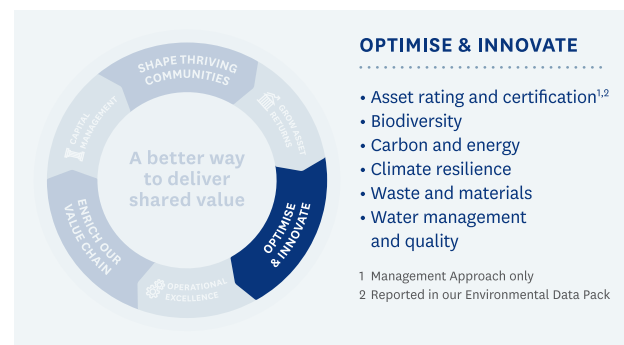 SHAPE THRIVING
COMMUNITIES
GROW ASSET
RETURNS
OPTIMISE
& INNOVATE
OPERATIONAL
EXCELLENCE
ENRICH OUR
VALUE CHAIN
CAPITAL
MANAGEMENT
A better way
to deliver
shared value
OPTIMISE & INNOVATE
• Asset rating and certification1,2
• Biodiversity
• Carbon and energy
• Climate resilience
• Waste and materials
• Water management
and quality
1 Management Approach only
2 Reported in our Environmental Data Pack